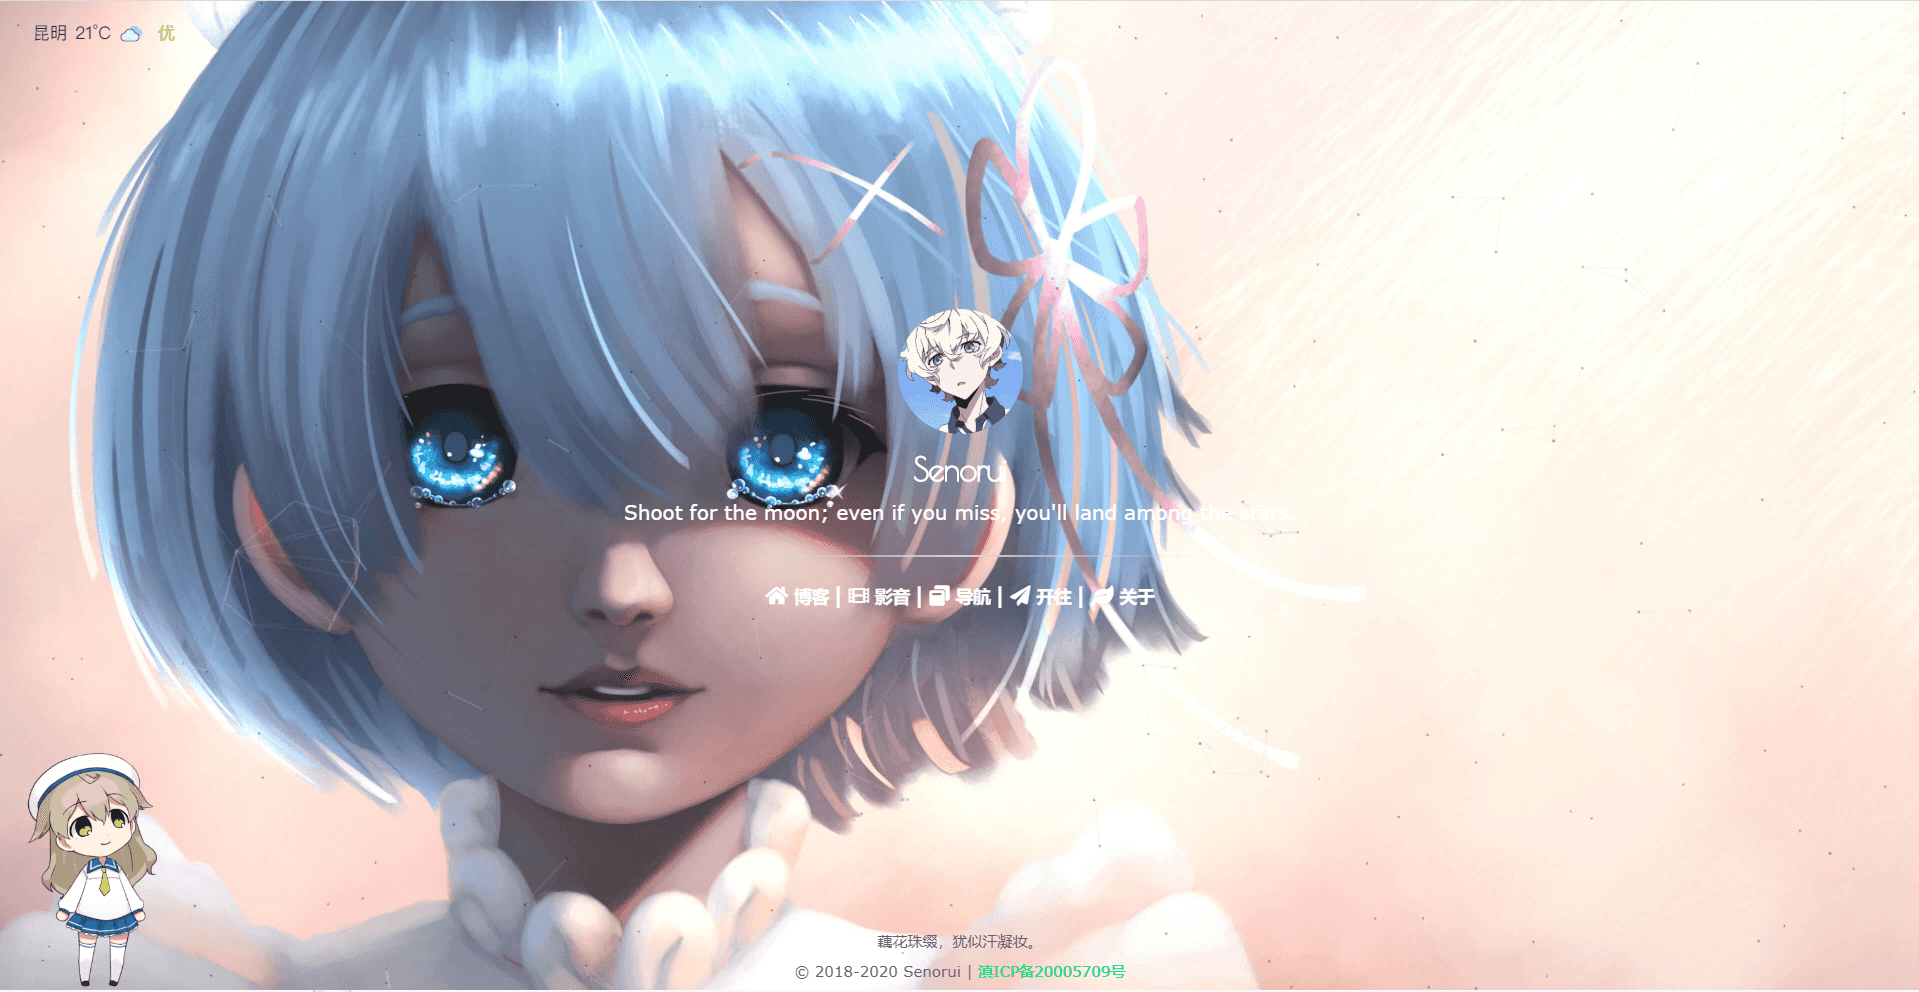 昆明 21°C 优
Senorui
Shoot for the moon; even if you miss, you'll land among the stars.
博客 | 影音 | 导航 | 开往 | 关于
藕花珠缀，犹似汗凝妆。
© 2018-2020 Senorui | 滇ICP备20005709号